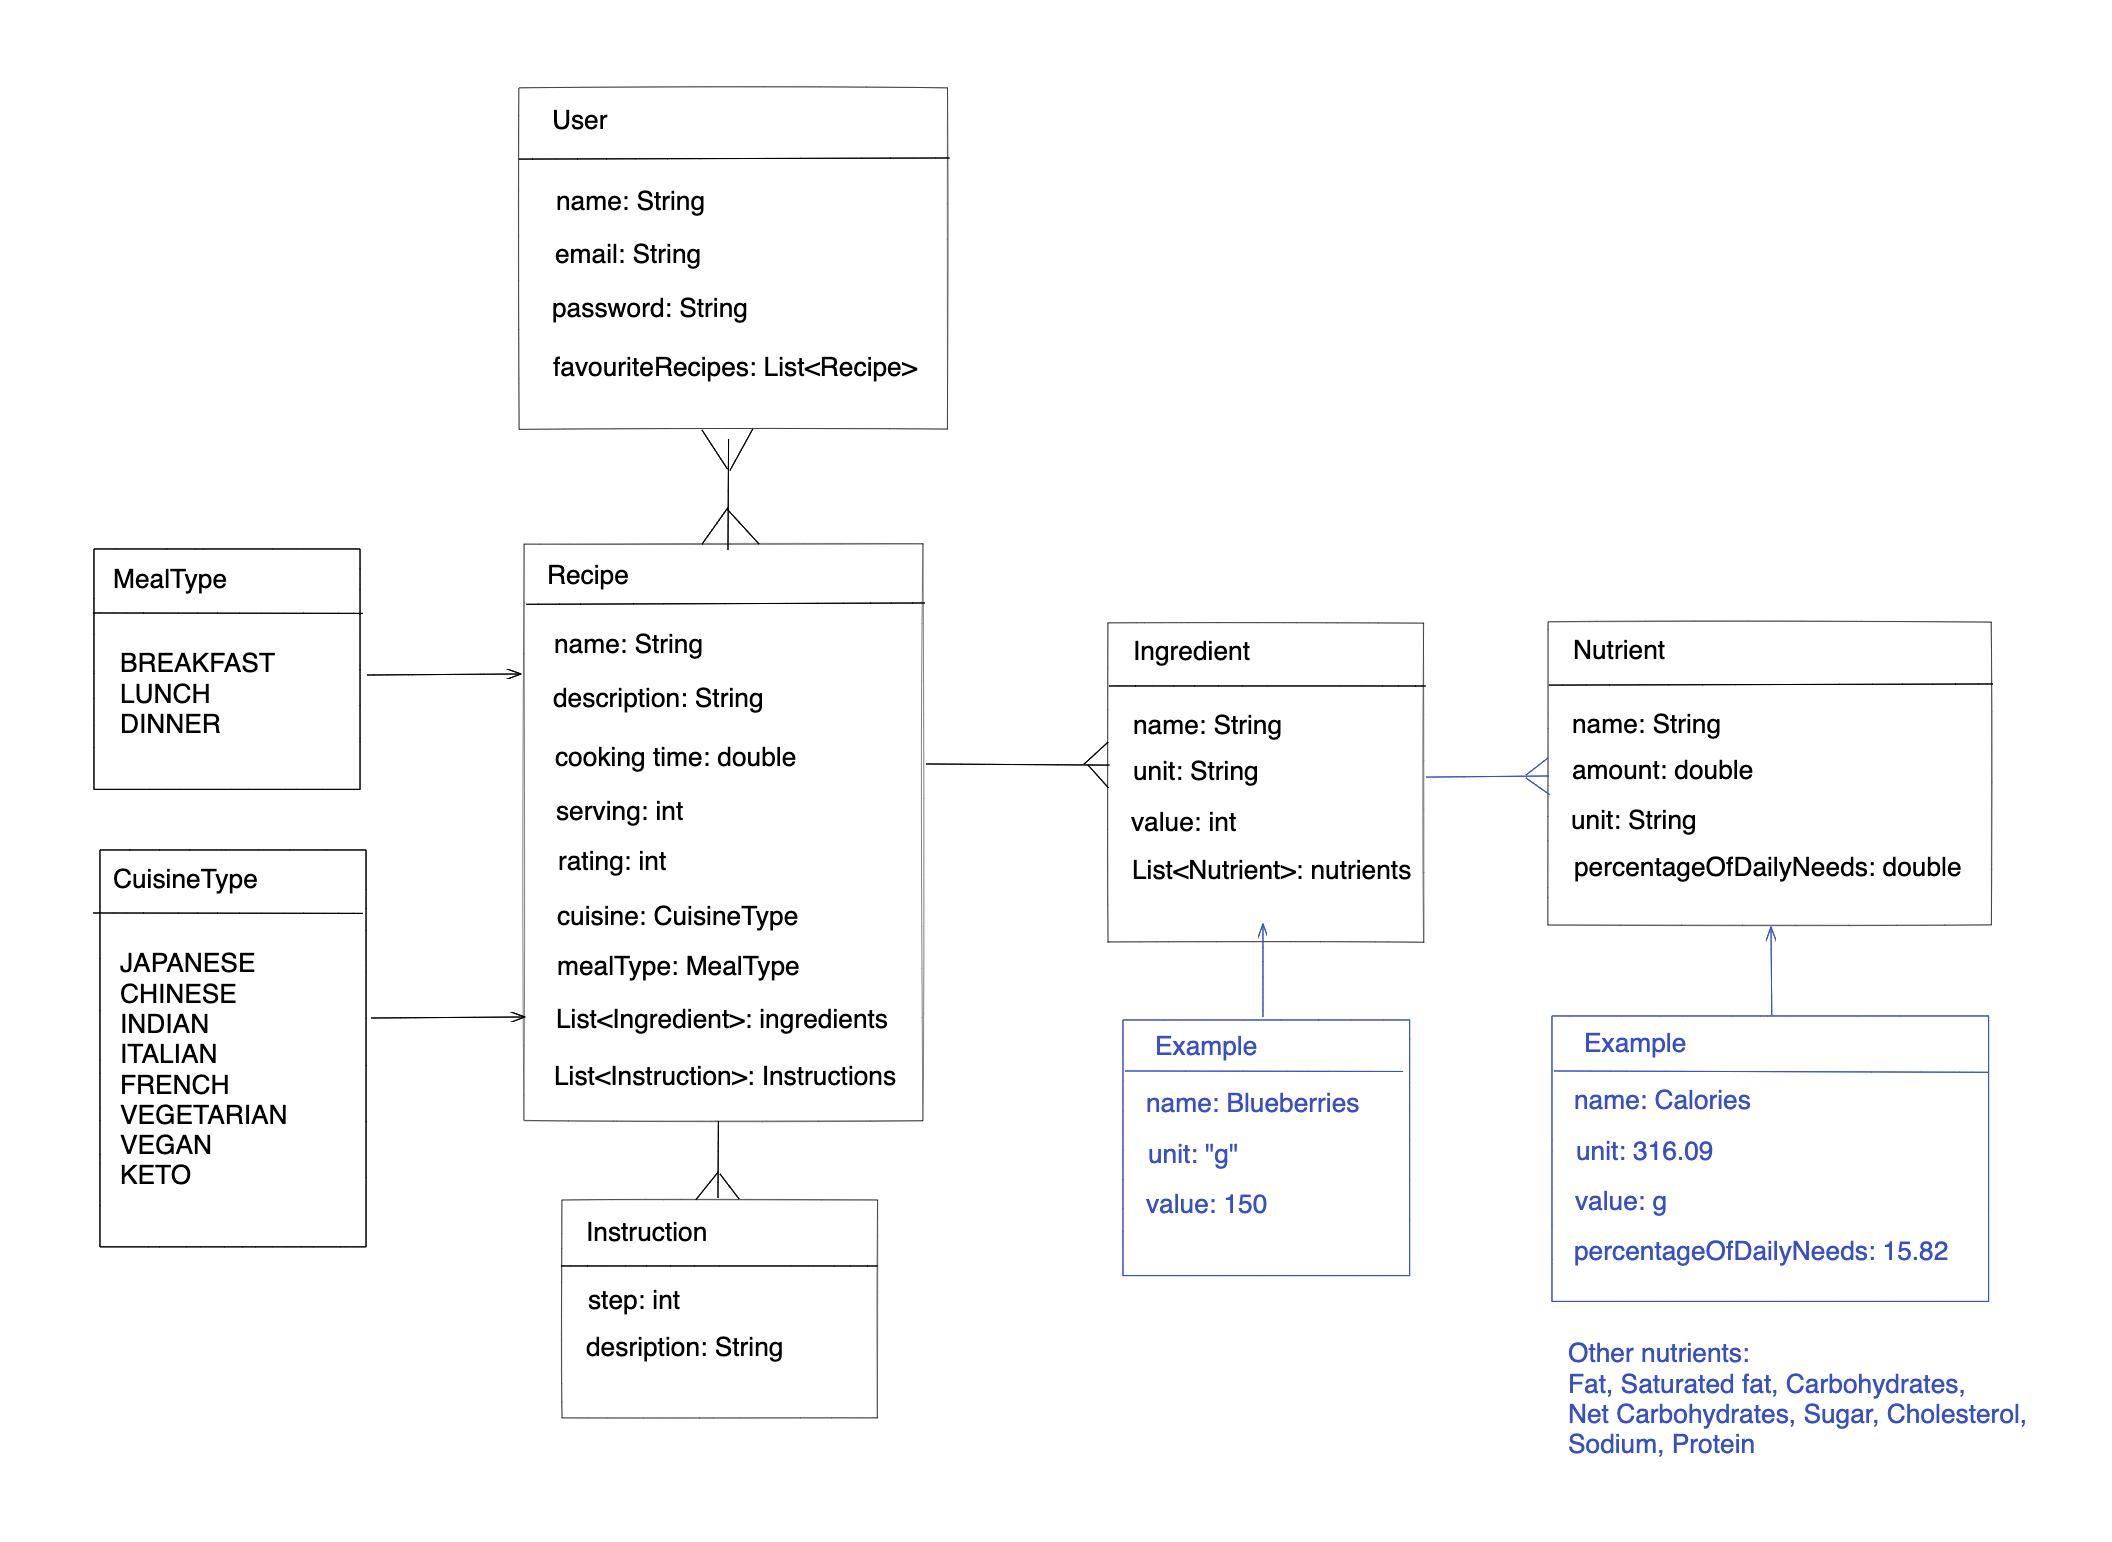 User
name: String
email: String
password: String
favouriteRecipes: List<Recipe>
MealType
BREAKFAST
LUNCH
DINNER
CuisineType
JAPANESE
CHINESE
INDIAN
ITALIAN
FRENCH
VEGETARIAN
VEGAN
KETO
Recipe
name: String
description: String
cooking time: double
serving: int
rating: int
cuisine: CuisineType
mealType: MealType
List<Ingredient>: ingredients
List<Instruction>: Instructions
Instruction
step: int
desription: String
Ingredient
name: String
unit: String
value: int
List<Nutrient>: nutrients
Example
name: Blueberries
unit: "g"
value: 150
Nutrient
name: String
amount: double
unit: String
percentageOfDailyNeeds: double
Example
name: Calories
unit: 316.09
value: g
percentageOfDailyNeeds: 15.82
Other nutrients:
Fat, Saturated fat, Carbohydrates,
Net Carbohydrates, Sugar, Cholesterol,
Sodium, Protein